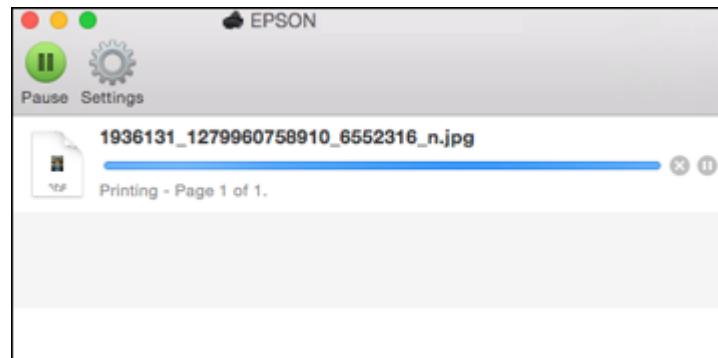 EPSON
Pause Settings
1936131_1279960758910_6552316_n.jpg
Printing - Page 1 of 1.